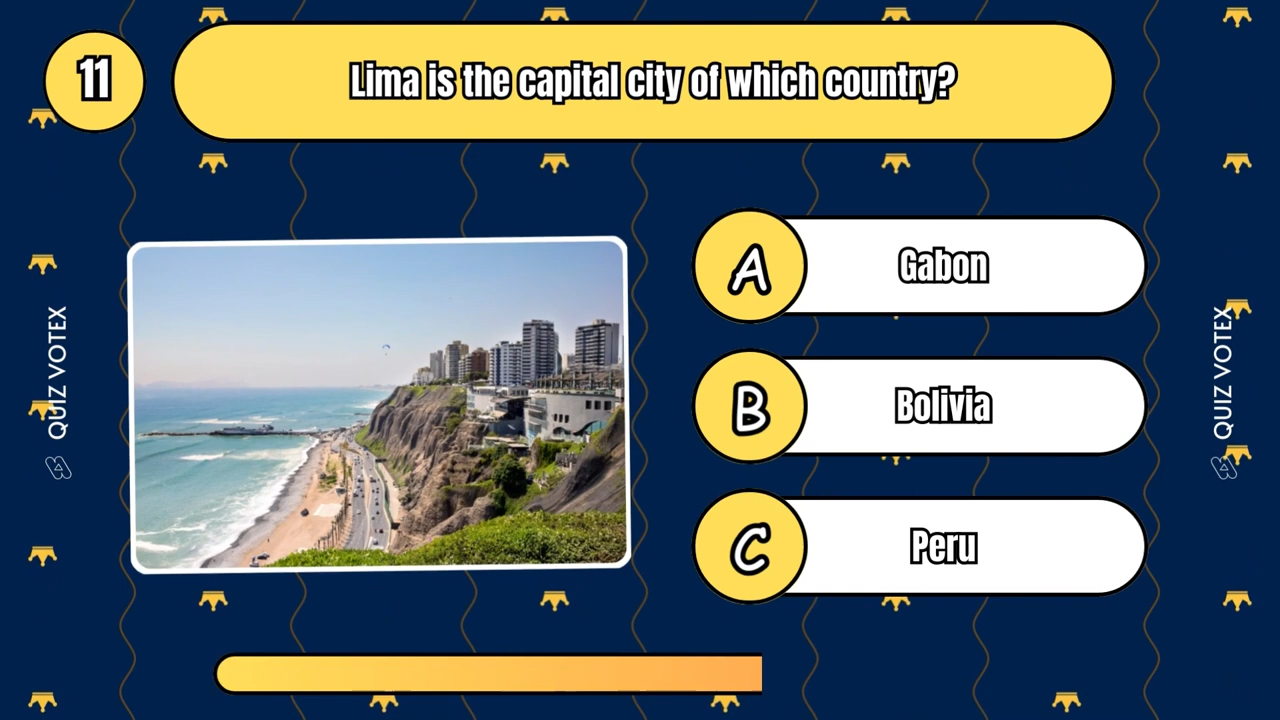 11
Lima is the capital city of which country?
QUIZ VOTEX
A
Gabon
B
Bolivia
C
Peru
QUIZ VOTEX